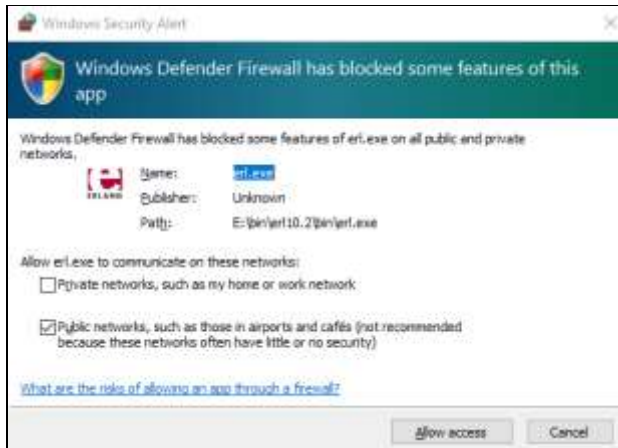 Windows Security Alert
Windows Defender Firewall has blocked some features of this
app
Windows Defender Firewall has blocked some features of erl.exe on all public and private
networks.
ERLANG
Name: erl.exe
Publisher: Unknown
Path: E:\bin\erl10.2\bin\erl.exe
Allow erl.exe to communicate on these networks:
Private networks, such as my home or work network
Public networks, such as those in airports and cafés (not recommended
because these networks often have little or no security)
What are the risks of allowing an app through a firewall?
Allow access Cancel